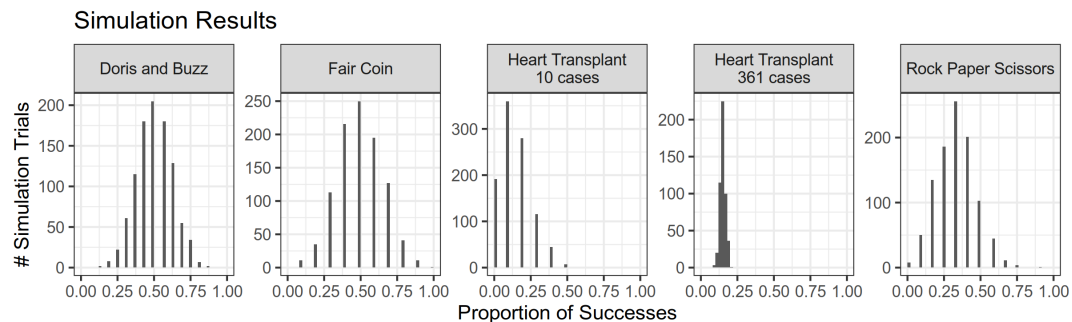 Simulation Results
Doris and Buzz
Fair Coin
Heart Transplant
10 cases
Heart Transplant
361 cases
Rock Paper Scissors
# Simulation Trials
200
150
100
50
0
250
200
150
100
50
0
300
200
100
0
200
150
100
50
0
200
100
0
0.00 0.25 0.50 0.75 1.00
0.00 0.25 0.50 0.75 1.00
0.00 0.25 0.50 0.75 1.00
0.00 0.25 0.50 0.75 1.00
0.00 0.25 0.50 0.75 1.00
Proportion of Successes